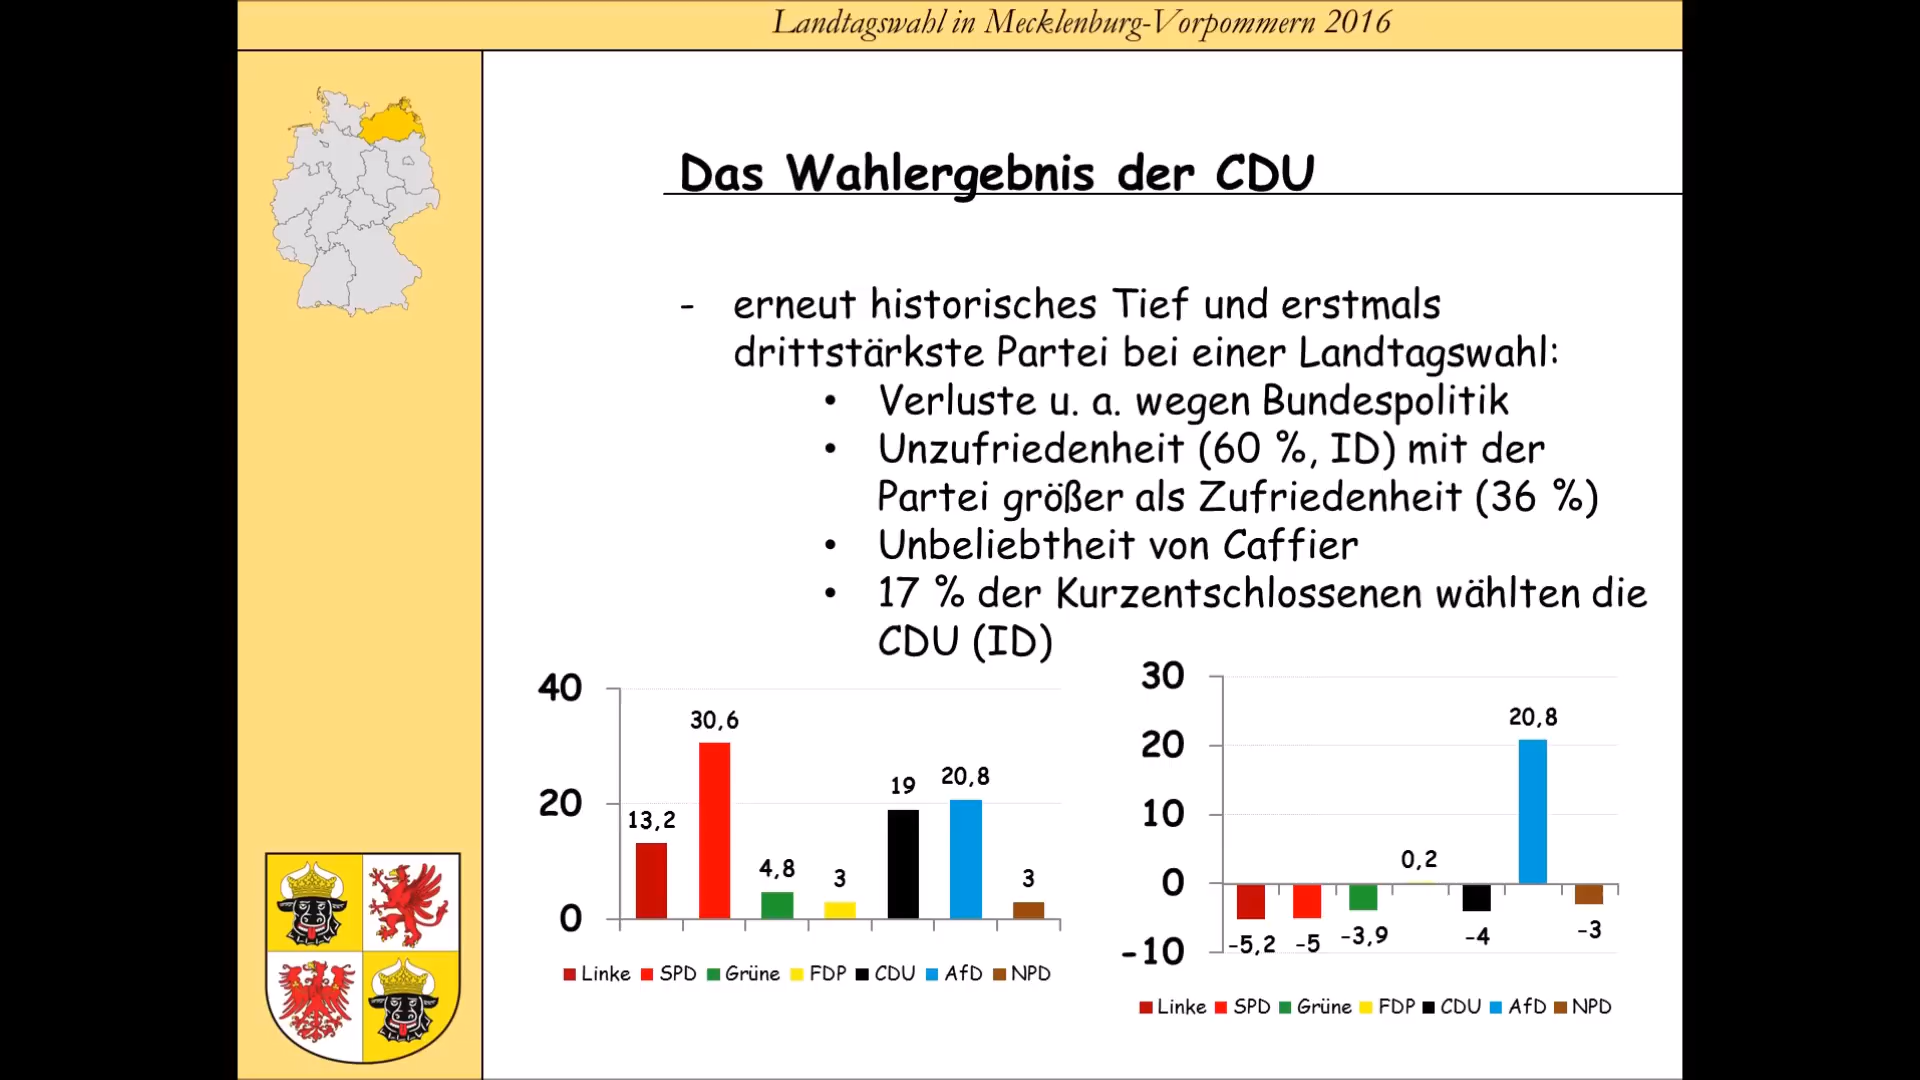 Landtagswahl in Mecklenburg-Vorpommern 2016
Das Wahlergebnis der CDU
- erneut historisches Tief und erstmals
drittstärkste Partei bei einer Landtagswahl:
• Verluste u. a. wegen Bundespolitik
• Unzufriedenheit (60 %, ID) mit der
Partei größer als Zufriedenheit (36 %)
• Unbeliebtheit von Caffier
• 17 % der Kurzentschlossenen wählten die
CDU (ID)
40
20
0
13,2
30,6
4,8
3
19
20,8
3
Linke SPD Grüne FDP CDU AfD NPD
30
20
10
0
-10
-5,2
-5
-3,9
0,2
-4
20,8
-3
Linke SPD Grüne FDP CDU AfD NPD